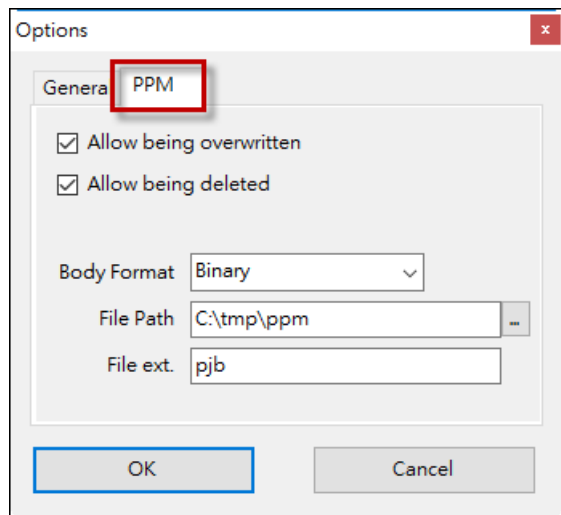 Options
x
General PPM
Allow being overwritten
Allow being deleted
Body Format Binary
File Path C:\tmp\ppm ...
File ext. pjb
OK Cancel